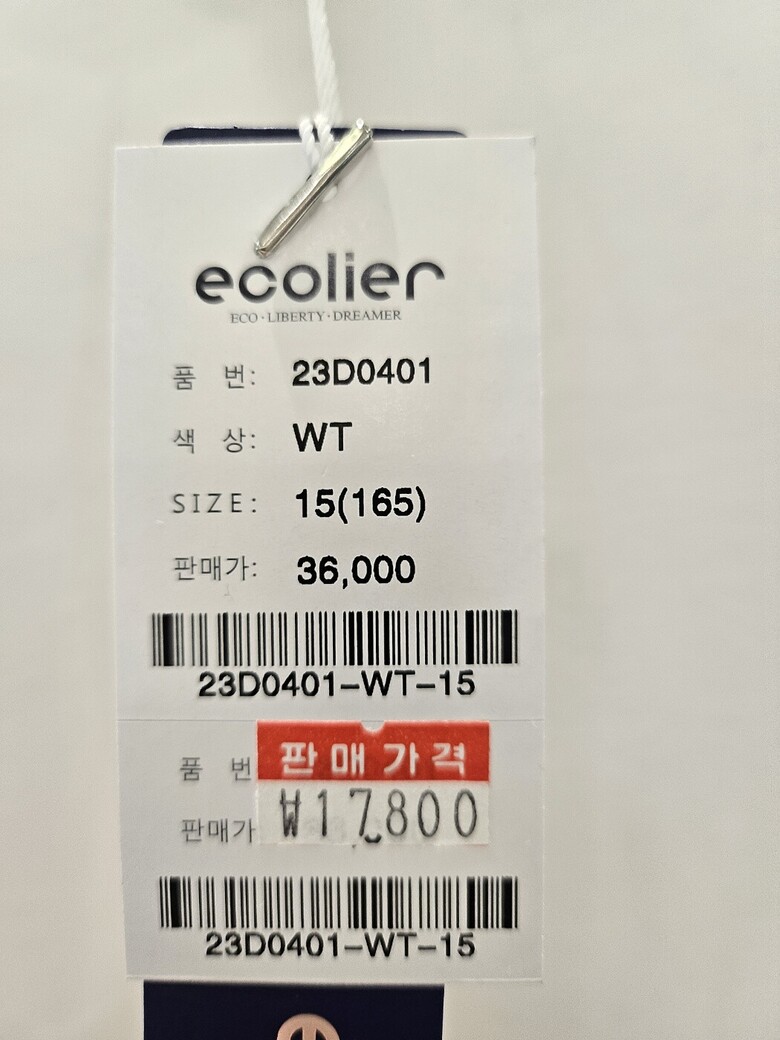 ecolier
ECO·LIBERTY·DREAMER
품 번: 23D0401
색 상: WT
SIZE: 15(165)
판매가: 36,000
23D0401-WT-15
품 번
판매가격
판매가
₩17,800
23D0401-WT-15